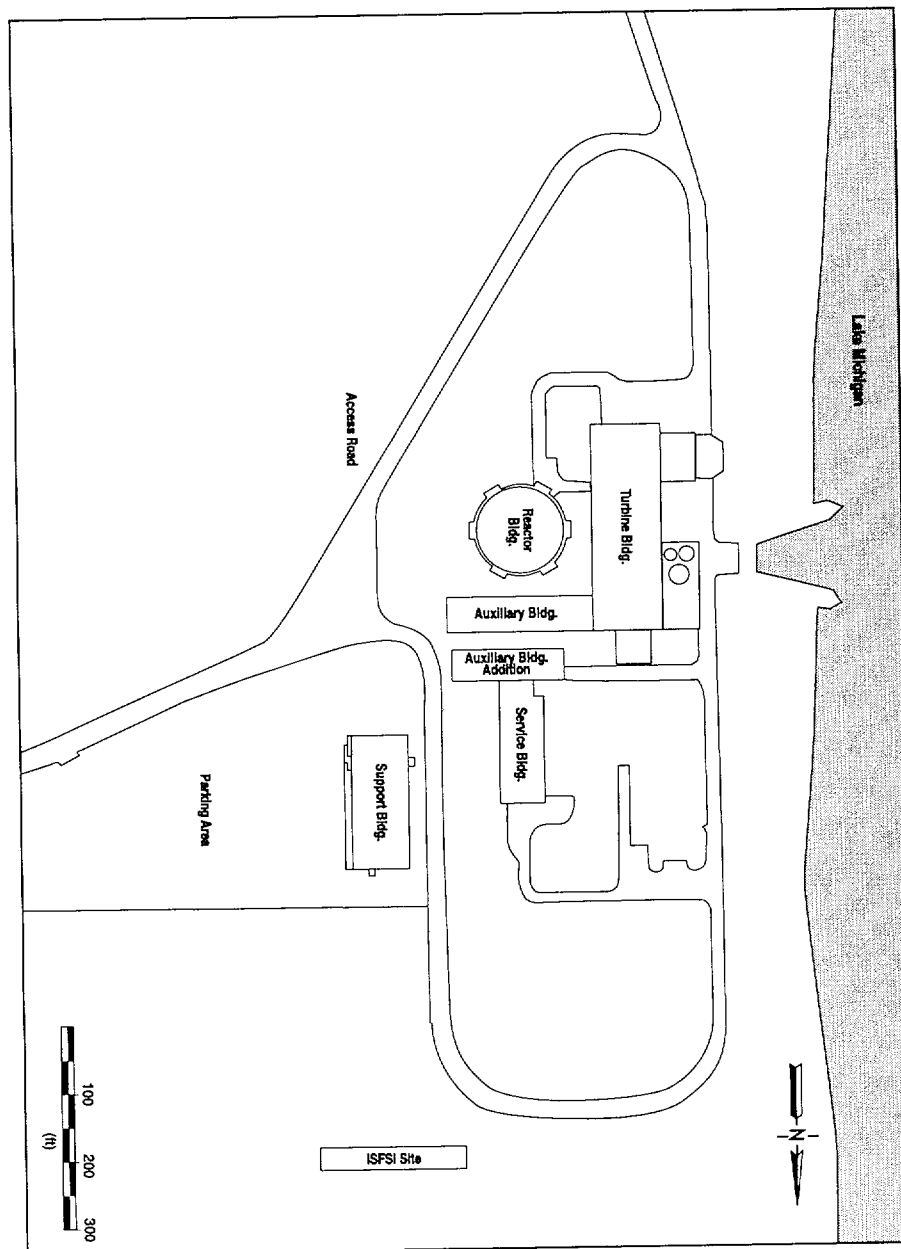 Lake Michigan
Access Road
Turbine Bldg.
Reactor
Bldg.
Auxiliary Bldg.
Auxiliary Bldg.
Addition
Service Bldg.
Support Bldg.
Parking Area
N
100
200
300
(ft)
ISFSI Site